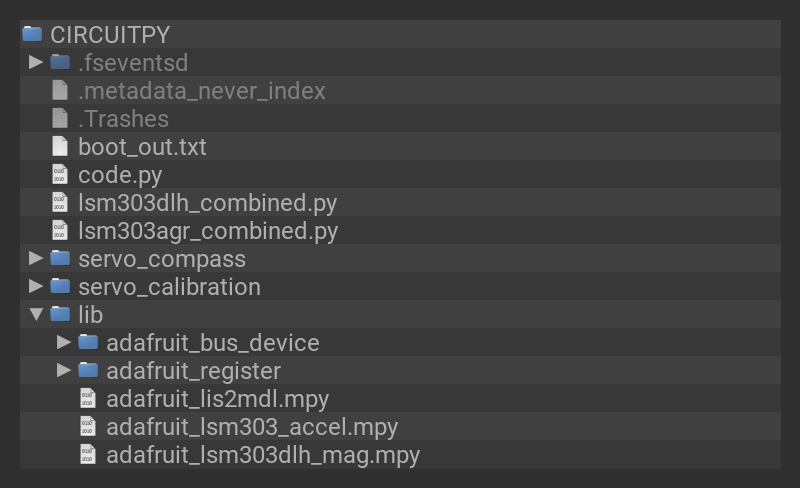 CIRCUITPY
.fseventsd
.metadata_never_index
.Trashes
boot_out.txt
code.py
lsm303dlh_combined.py
lsm303agr_combined.py
servo_compass
servo_calibration
lib
adafruit_bus_device
adafruit_register
adafruit_lis2mdl.mpy
adafruit_lsm303_accel.mpy
adafruit_lsm303dlh_mag.mpy